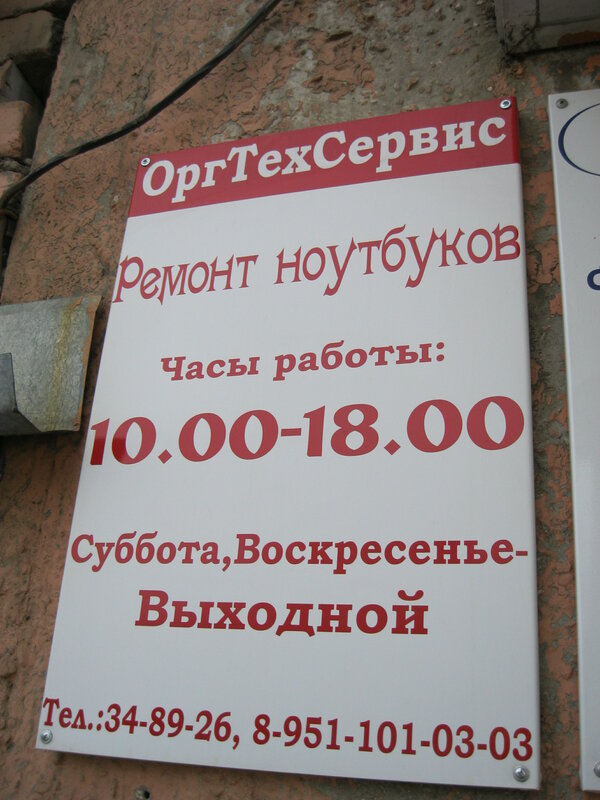 ОргТехСервис
Ремонт ноутбуков
Часы работы:
10.00-18.00
Суббота,Воскресенье-
Выходной
Тел.:34-89-26, 8-951-101-03-03